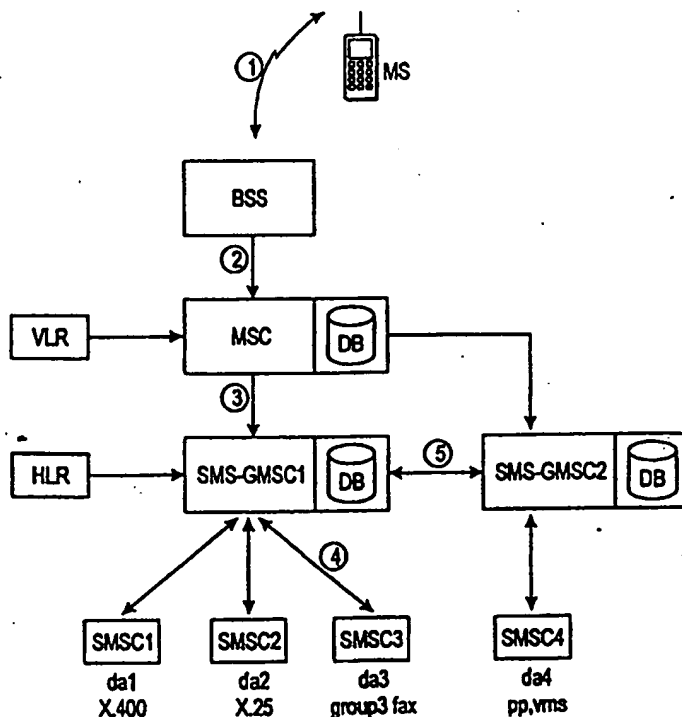 1
MS
BSS
2
VLR
MSC
DB
3
HLR
SMS-GMSC1
DB
5
SMS-GMSC2
DB
4
SMSC1
SMSC2
SMSC3
SMSC4
da1
da2
da3
da4
X.400
X.25
group3 fax
pp,vms